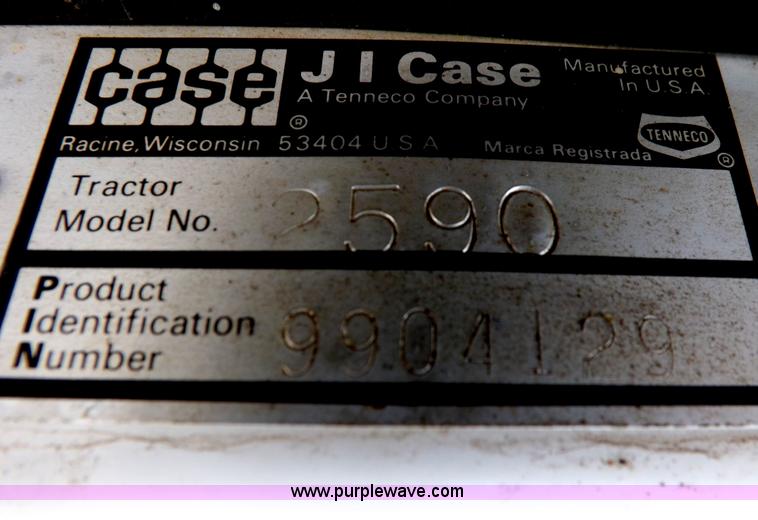 case ® J I Case Manufactured In U.S.A.
A Tenneco Company
Racine, Wisconsin 53404 U S A Marca Registrada TENNECO ®
Tractor
Model No. 2590
Product
Identification
Number 9904129
www.purplewave.com